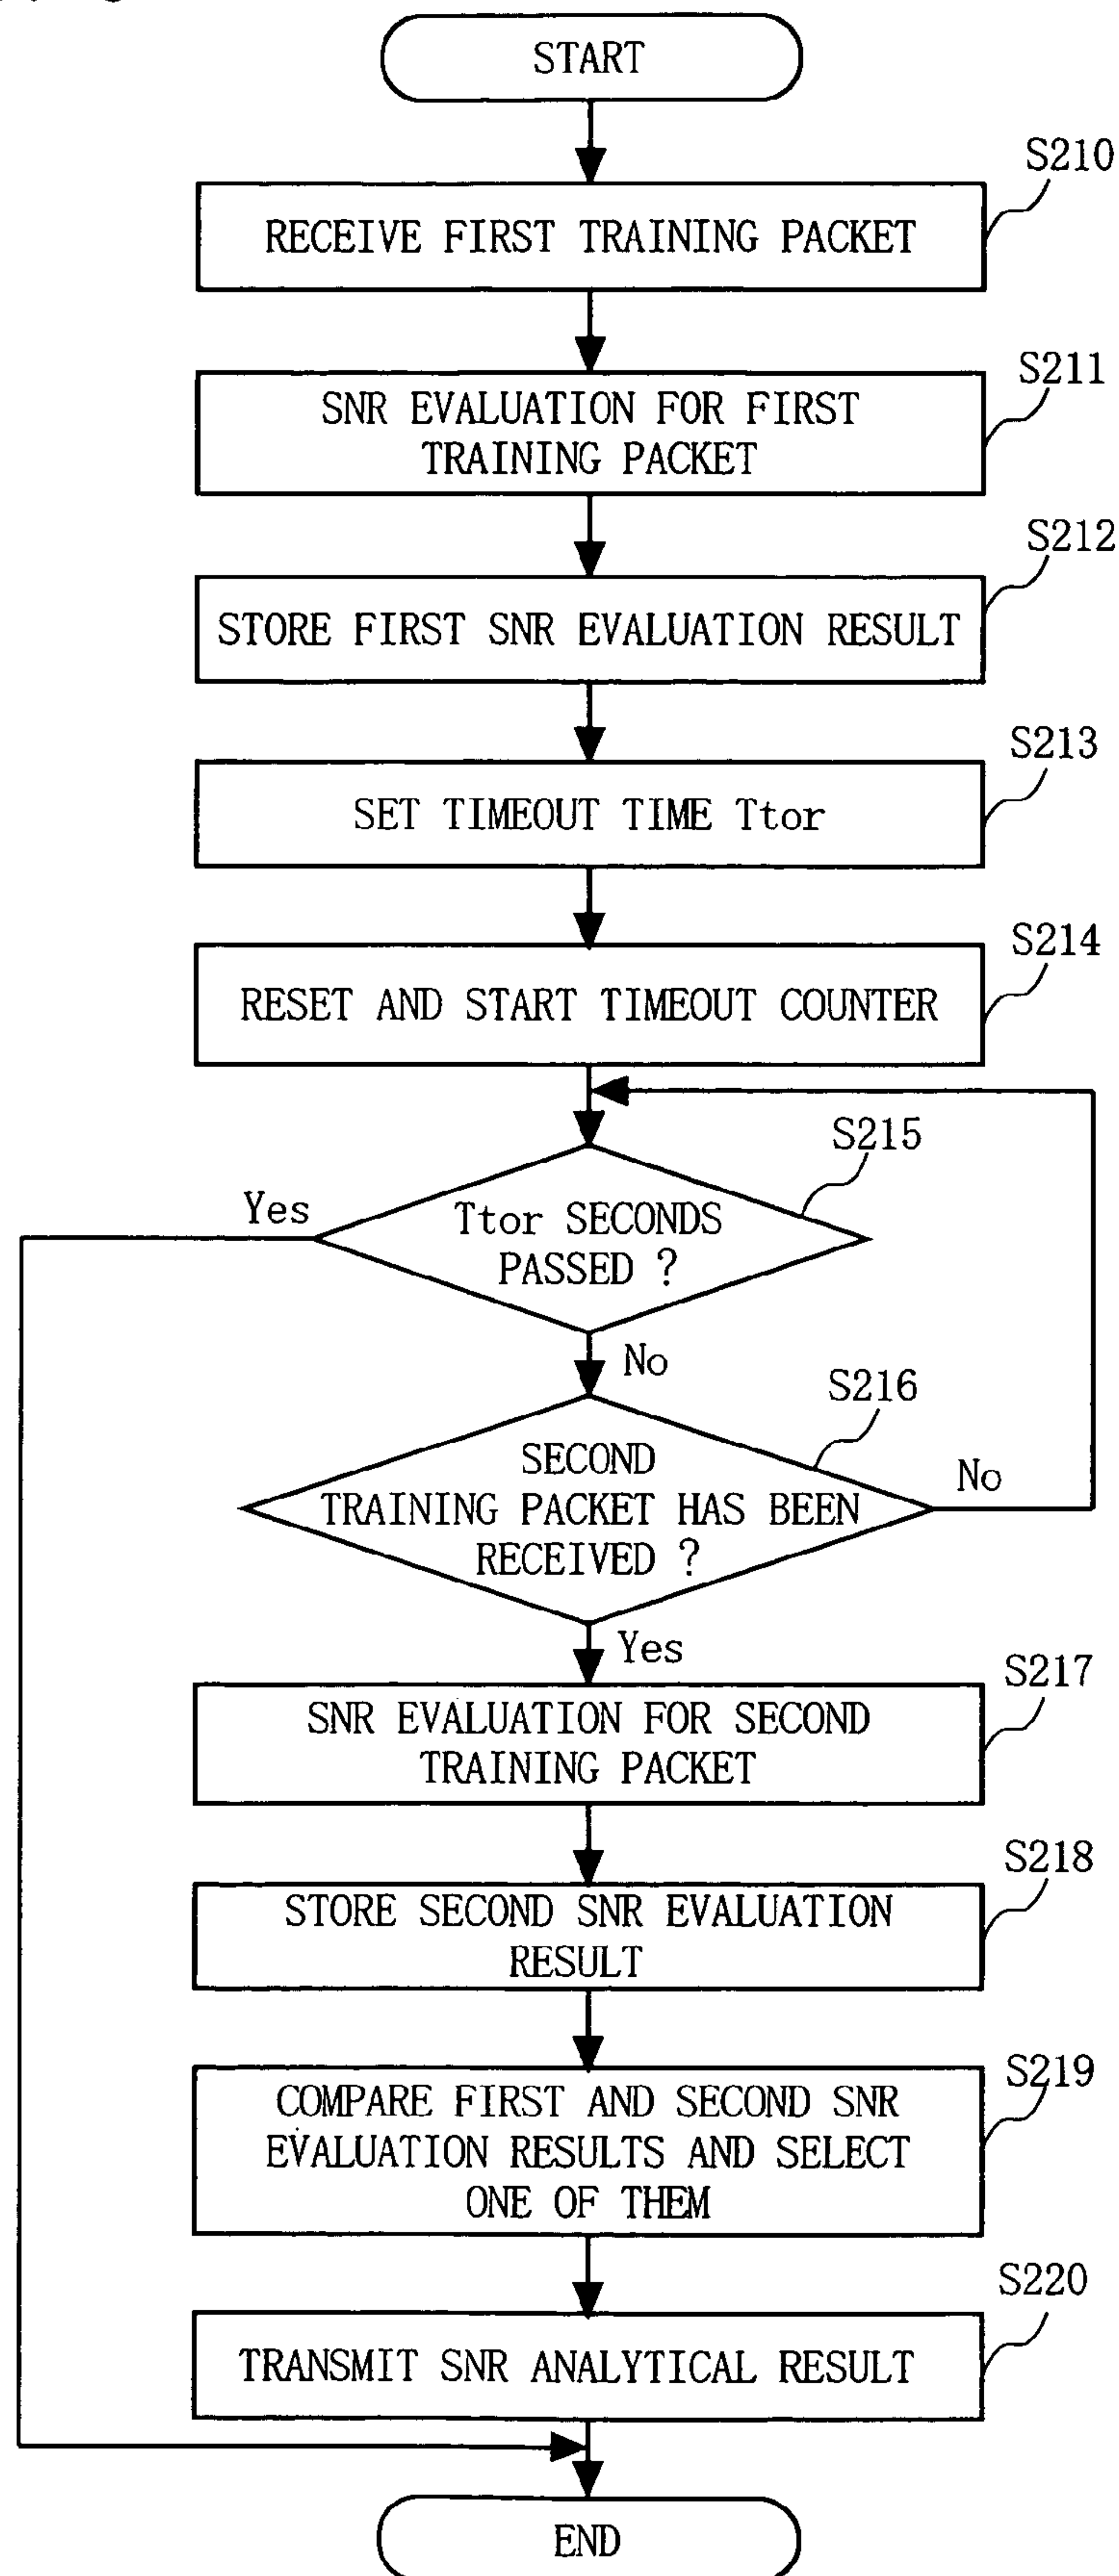 START
S210
RECEIVE FIRST TRAINING PACKET
S211
SNR EVALUATION FOR FIRST
TRAINING PACKET
S212
STORE FIRST SNR EVALUATION RESULT
S213
SET TIMEOUT TIME Ttor
S214
RESET AND START TIMEOUT COUNTER
S215
Yes
Ttor SECONDS
PASSED ?
No
S216
SECOND
TRAINING PACKET HAS BEEN
RECEIVED ?
No
Yes
S217
SNR EVALUATION FOR SECOND
TRAINING PACKET
S218
STORE SECOND SNR EVALUATION
RESULT
S219
COMPARE FIRST AND SECOND SNR
EVALUATION RESULTS AND SELECT
ONE OF THEM
S220
TRANSMIT SNR ANALYTICAL RESULT
END